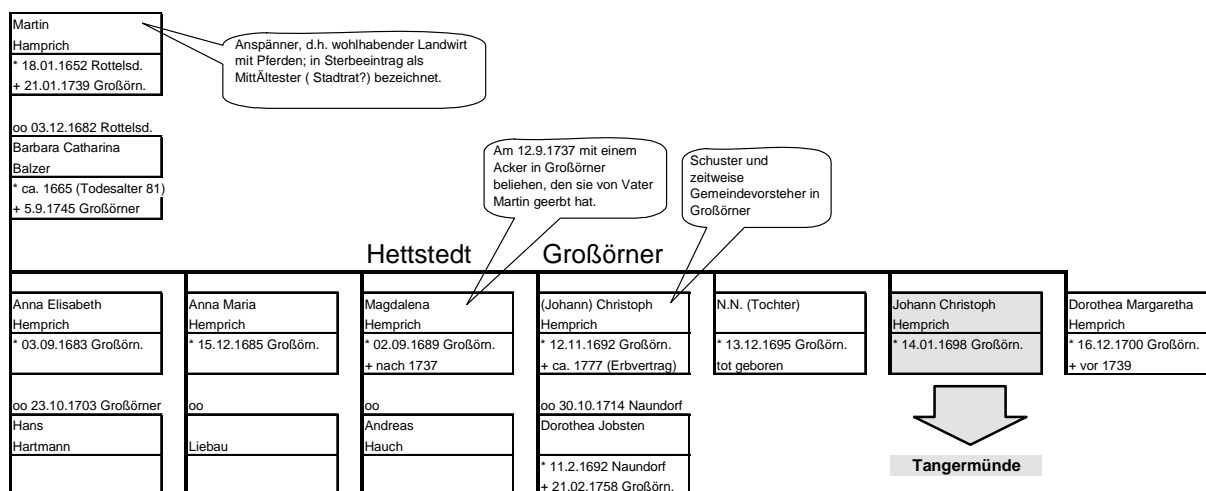 Martin
Hamprich
* 18.01.1652 Rottelsd.
+ 21.01.1739 Großörn.
Anspänner, d.h. wohlhabender Landwirt
mit Pferden; in Sterbeeintrag als
MittÄltester ( Stadtrat?) bezeichnet.
oo 03.12.1682 Rottelsd.
Barbara Catharina
Balzer
* ca. 1665 (Todesalter 81)
+ 5.9.1745 Großörner
Am 12.9.1737 mit einem
Acker in Großörner
beliehen, den sie von Vater
Martin geerbt hat.
Schuster und
zeitweise
Gemeindevorsteher in
Großörner
Hettstedt
Großörner
Anna Elisabeth
Hemprich
* 03.09.1683 Großörn.
oo 23.10.1703 Großörner
Hans
Hartmann
Anna Maria
Hemprich
* 15.12.1685 Großörn.
oo
Liebau
Magdalena
Hemprich
* 02.09.1689 Großörn.
+ nach 1737
oo
Andreas
Hauch
(Johann) Christoph
Hemprich
* 12.11.1692 Großörn.
+ ca. 1777 (Erbvertrag)
oo 30.10.1714 Naundorf
Dorothea Jobsten
* 11.2.1692 Naundorf
+ 21.02.1758 Großörn.
N.N. (Tochter)
* 13.12.1695 Großörn.
tot geboren
Johann Christoph
Hemprich
* 14.01.1698 Großörn.
Tangermünde
Dorothea Margaretha
Hemprich
* 16.12.1700 Großörn.
+ vor 1739